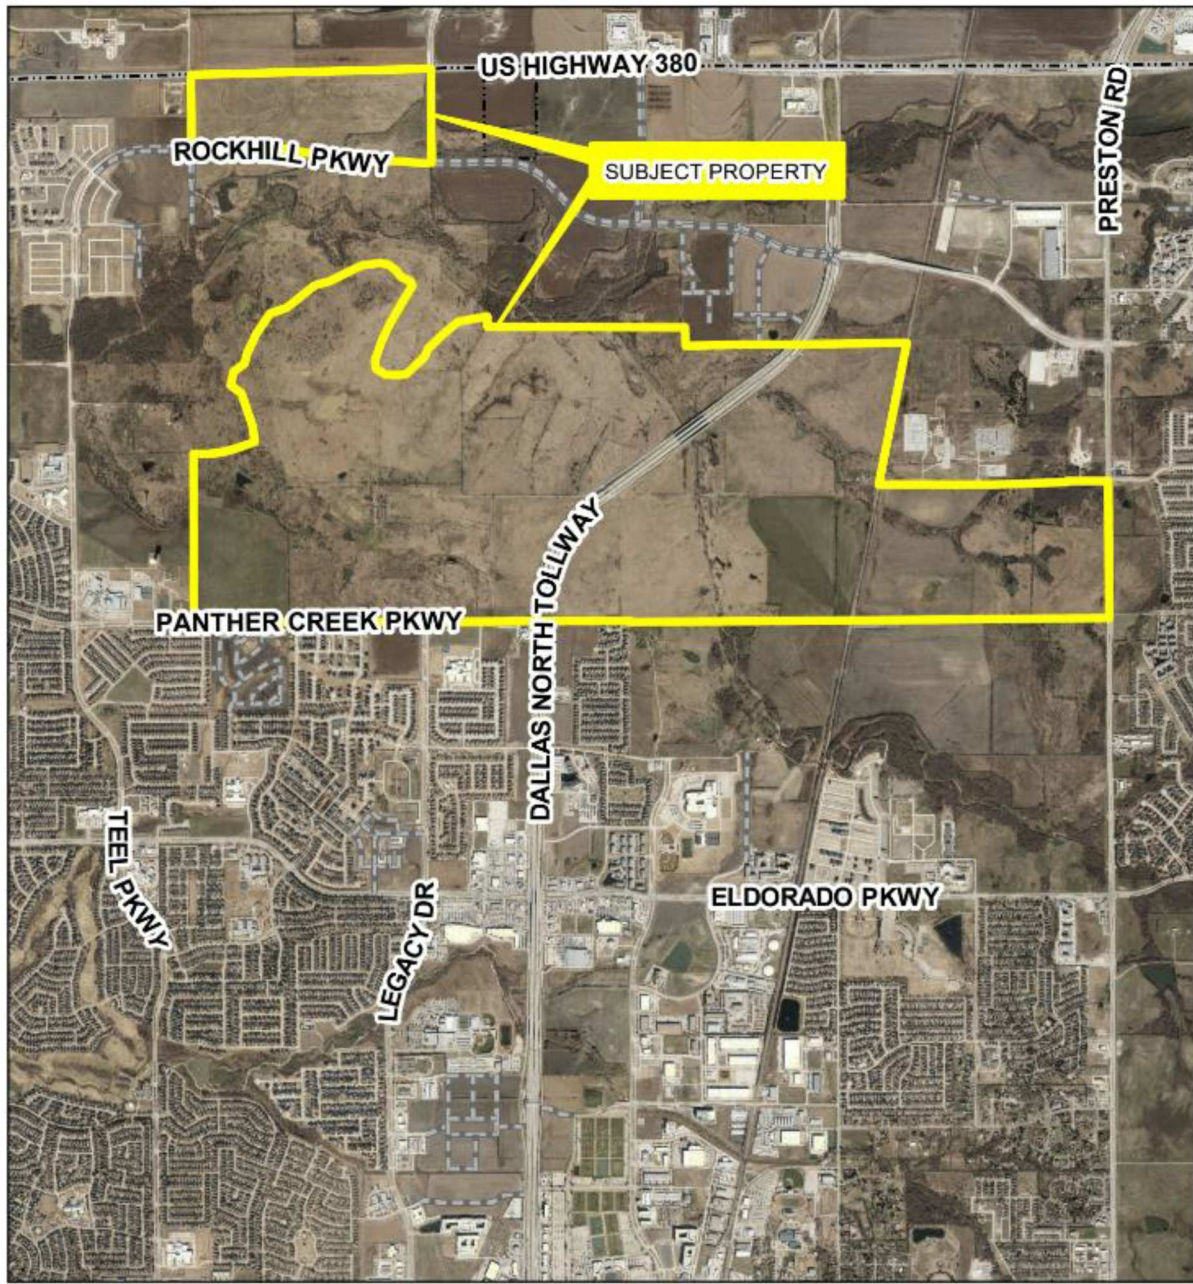 US HIGHWAY 380
PRESTON RD
ROCKHILL PKWY
SUBJECT PROPERTY
DALLAS NORTH TOLLWAY
PANTHER CREEK PKWY
TEEL PKWY
LEGACY DR
ELDORADO PKWY